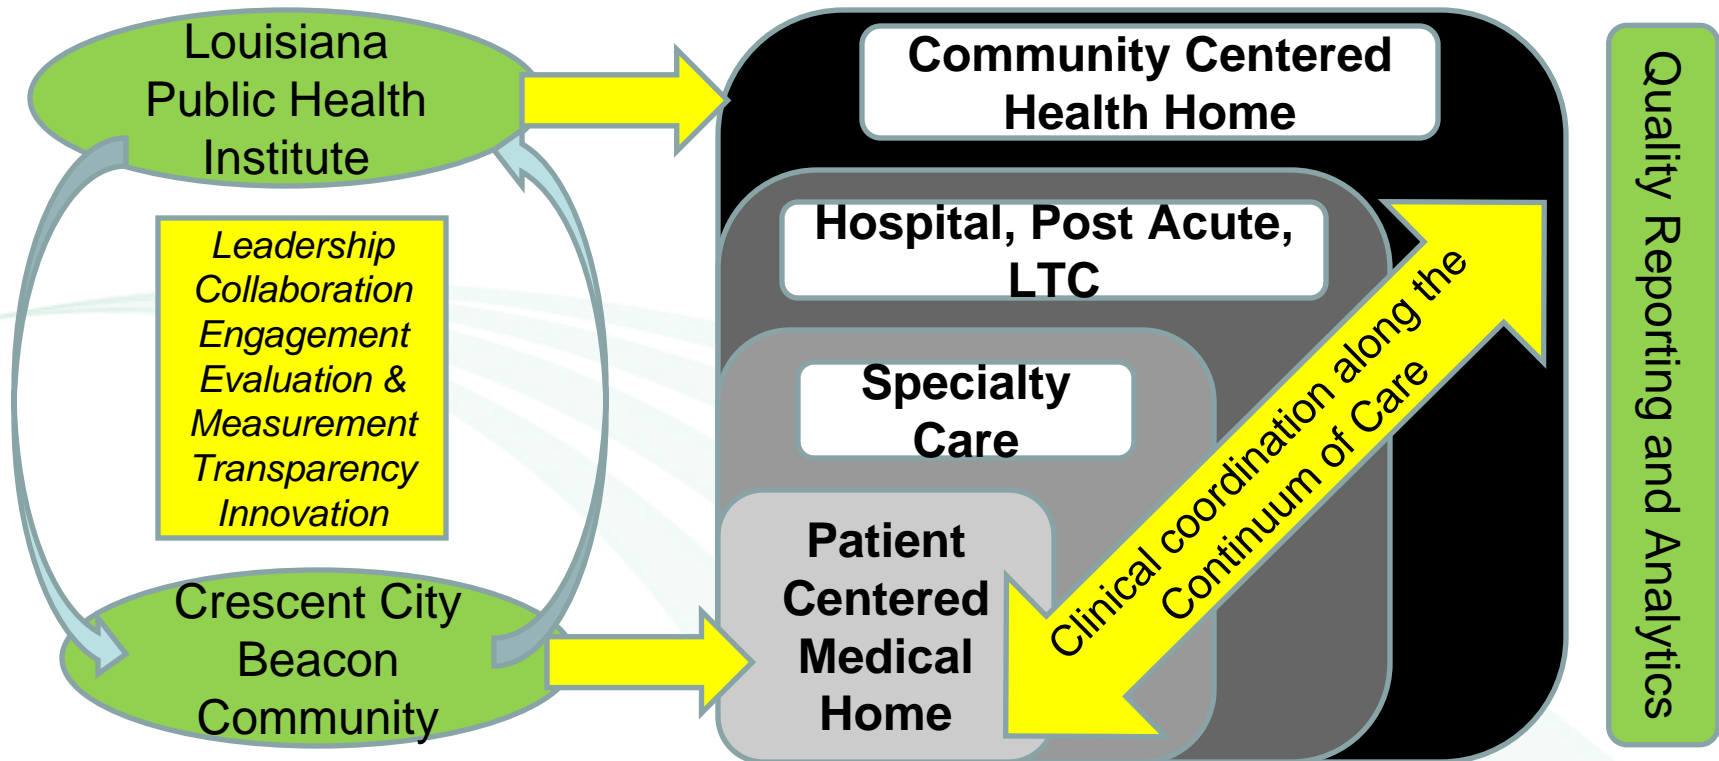 Louisiana
Public Health
Institute
Leadership
Collaboration
Engagement
Evaluation &
Measurement
Transparency
Innovation
Crescent City
Beacon
Community
Community Centered
Health Home
Hospital, Post Acute,
LTC
Specialty
Care
Patient
Centered
Medical
Home
Clinical coordination along the
Continuum of Care
Quality Reporting and Analytics